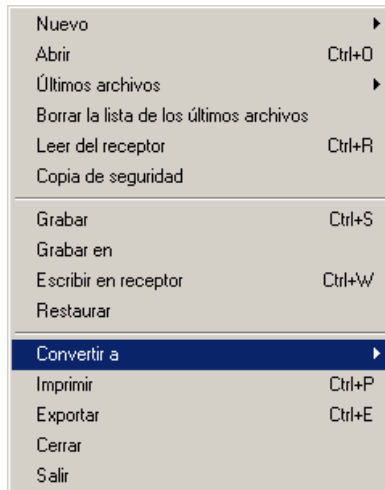 Nuevo
Abrir Ctrl+O
Últimos archivos
Borrar la lista de los últimos archivos
Leer del receptor Ctrl+R
Copia de seguridad
Grabar Ctrl+S
Grabar en
Escribir en receptor Ctrl+W
Restaurar
Convertir a
Imprimir Ctrl+P
Exportar Ctrl+E
Cerrar
Salir